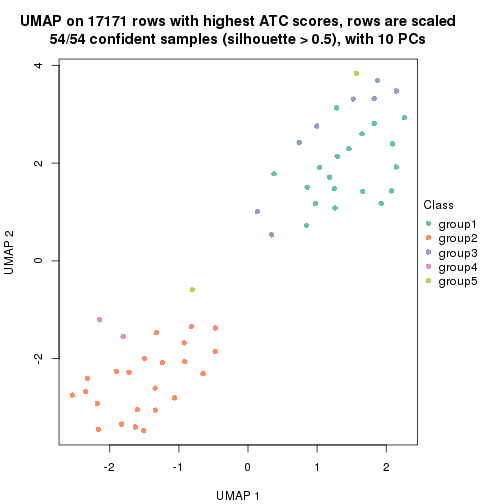 UMAP on 17171 rows with highest ATC scores, rows are scaled
54/54 confident samples (silhouette > 0.5), with 10 PCs
4
2
0
-2
UMAP 2
-2
-1
0
1
2
UMAP 1
Class
group1
group2
group3
group4
group5